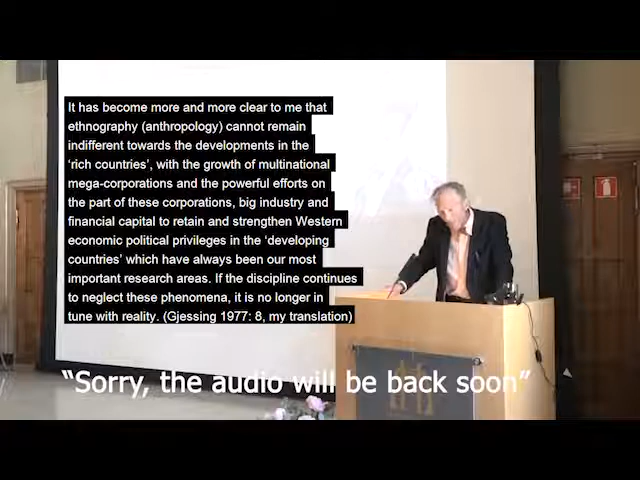 It has become more and more clear to me that
ethnography (anthropology) cannot remain
indifferent towards the developments in the
‘rich countries’, with the growth of multinational
mega-corporations and the powerful efforts on
the part of these corporations, big industry and
financial capital to retain and strengthen Western
economic political privileges in the ‘developing
countries’ which have always been our most
important research areas. If the discipline continues
to neglect these phenomena, it is no longer in
tune with reality. (Gjessing 1977: 8, my translation)
“Sorry, the audio will be back soon”